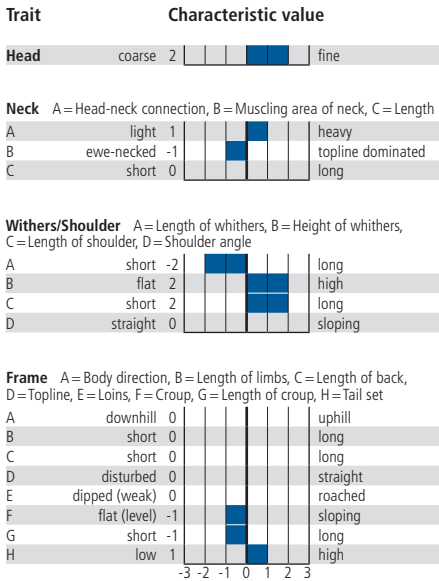 Trait Characteristic value
Head coarse 2 fine
Neck A = Head-neck connection, B = Muscling area of neck, C = Length
A light 1 heavy
B ewe-necked -1 topline dominated
C short 0 long
Withers/Shoulder A = Length of whithers, B = Height of whithers,
C = Length of shoulder, D = Shoulder angle
A short -2 long
B flat 2 high
C short 2 long
D straight 0 sloping
Frame A = Body direction, B = Length of limbs, C = Length of back,
D = Topline, E = Loins, F = Croup, G = Length of croup, H = Tail set
A downhill 0 uphill
B short 0 long
C short 0 long
D disturbed 0 straight
E dipped (weak) 0 roached
F flat (level) -1 sloping
G short -1 long
H low 1 high
-3 -2 -1 0 1 2 3